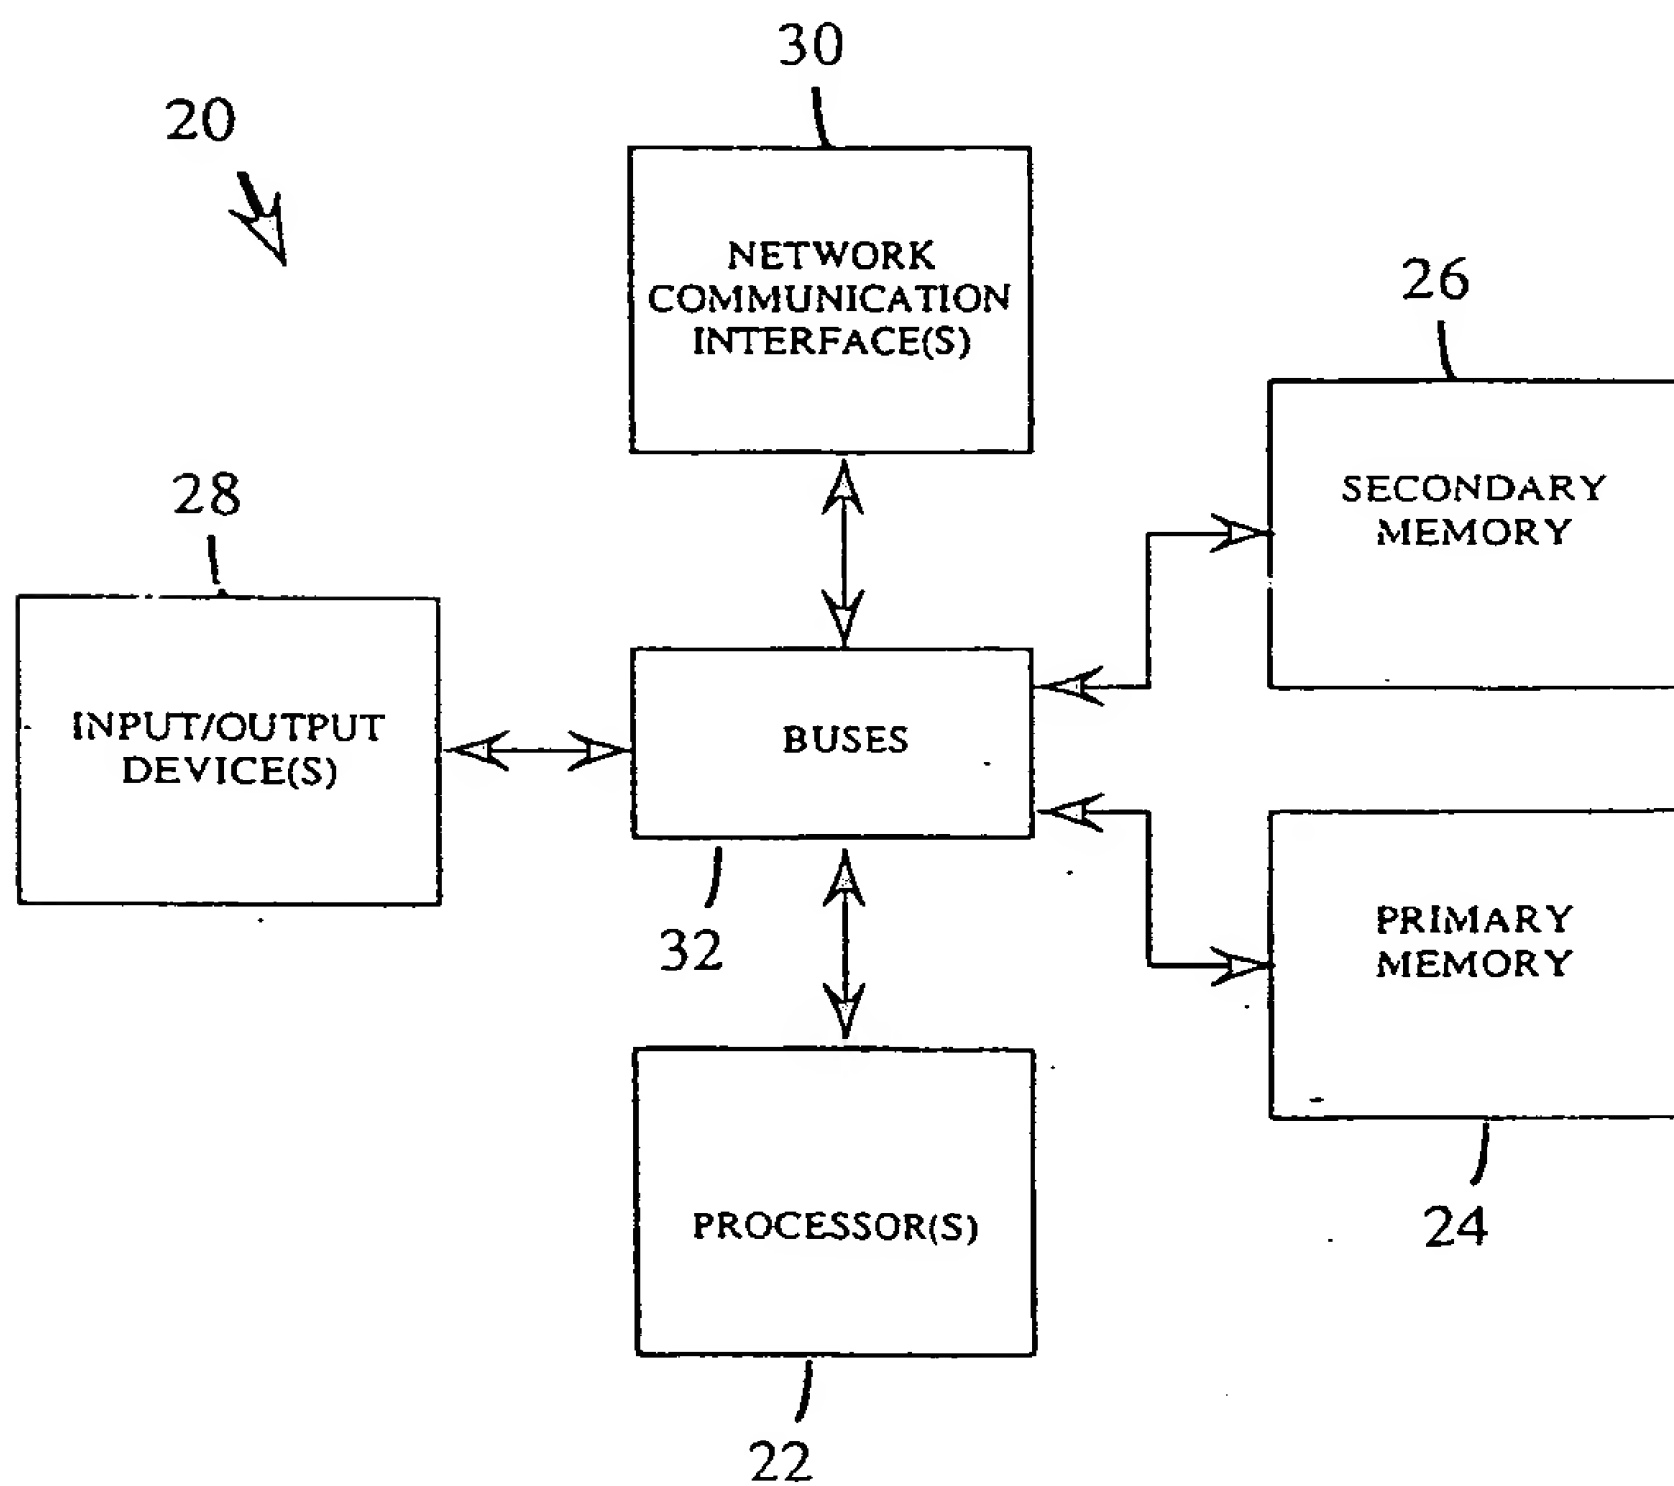 30
20
NETWORK
COMMUNICATION
INTERFACE(S)
26
SECONDARY
MEMORY
28
INPUT/OUTPUT
DEVICE(S)
BUSES
32
PRIMARY
MEMORY
24
PROCESSOR(S)
22